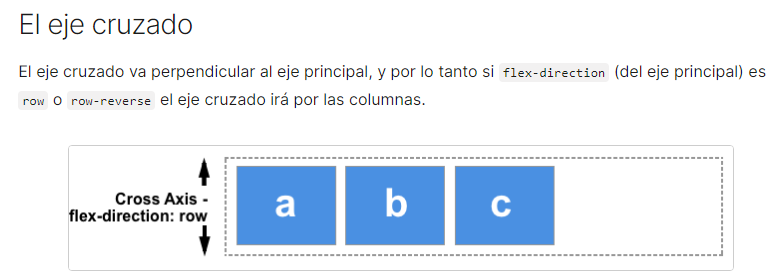 El eje cruzado
El eje cruzado va perpendicular al eje principal, y por lo tanto si flex-direction (del eje principal) es
row o row-reverse el eje cruzado irá por las columnas.
Cross Axis -
flex-direction: row
a b c